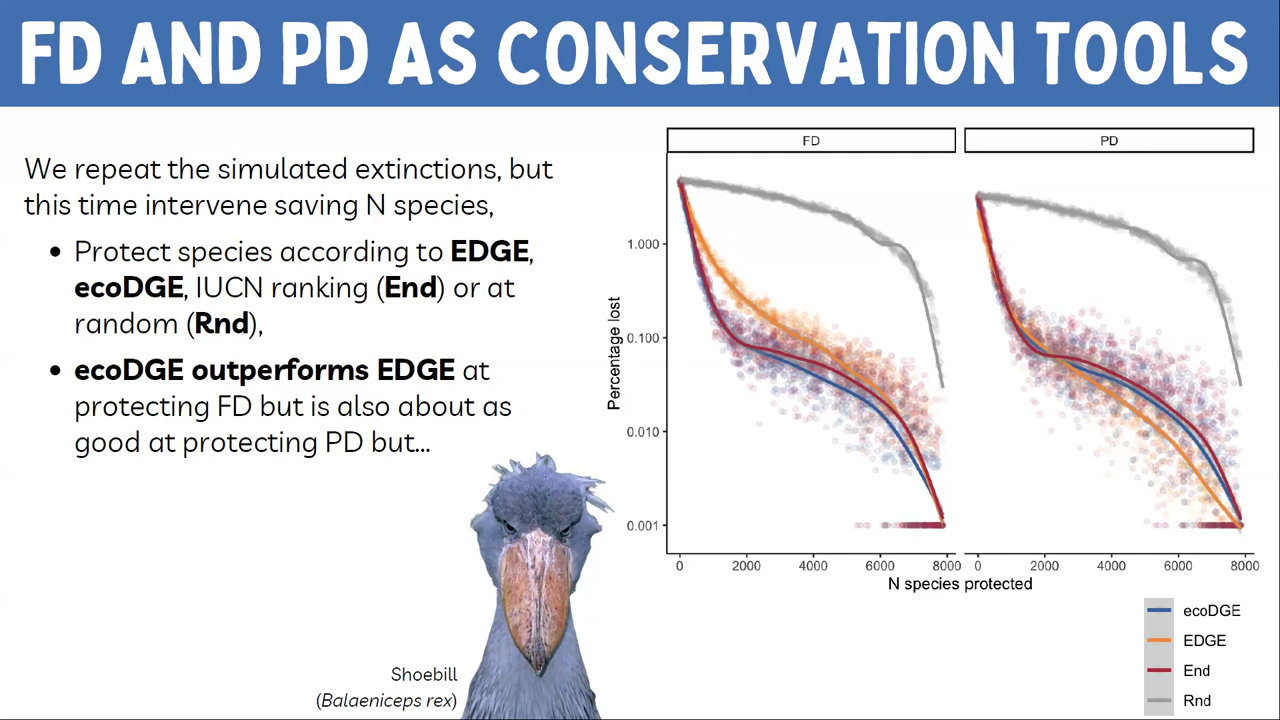 FD AND PD AS CONSERVATION TOOLS
We repeat the simulated extinctions, but
this time intervene saving N species,
• Protect species according to EDGE,
ecoDGE, IUCN ranking (End) or at
random (Rnd),
• ecoDGE outperforms EDGE at
protecting FD but is also about as
good at protecting PD but...
Shoebill
(Balaeniceps rex)
FD
PD
Percentage lost
1.000
0.100
0.010
0.001
0 2000 4000 6000 8000
0 2000 4000 6000 8000
N species protected
ecoDGE
EDGE
End
Rnd